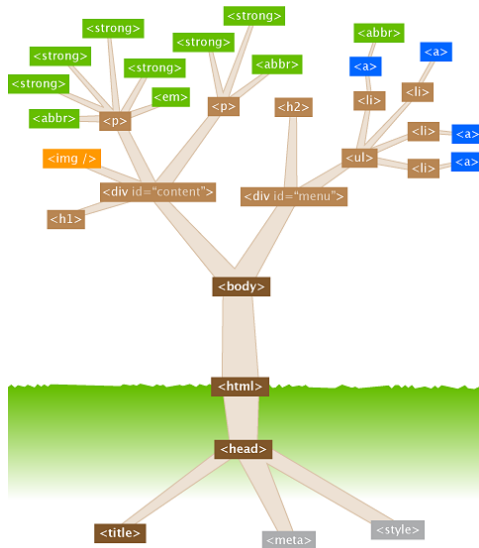 <strong>
<strong>
<strong>
<strong>
<abbr>
<strong>
<a>
<strong>
<abbr>
<a>
<strong>
<em>
<li>
<li>
<abbr>
<p>
<p>
<h2>
<li>
<a>
<img />
<ul>
<li>
<a>
<div id="content">
<div id="menu">
<h1>
<body>
<html>
<head>
<title>
<meta>
<style>